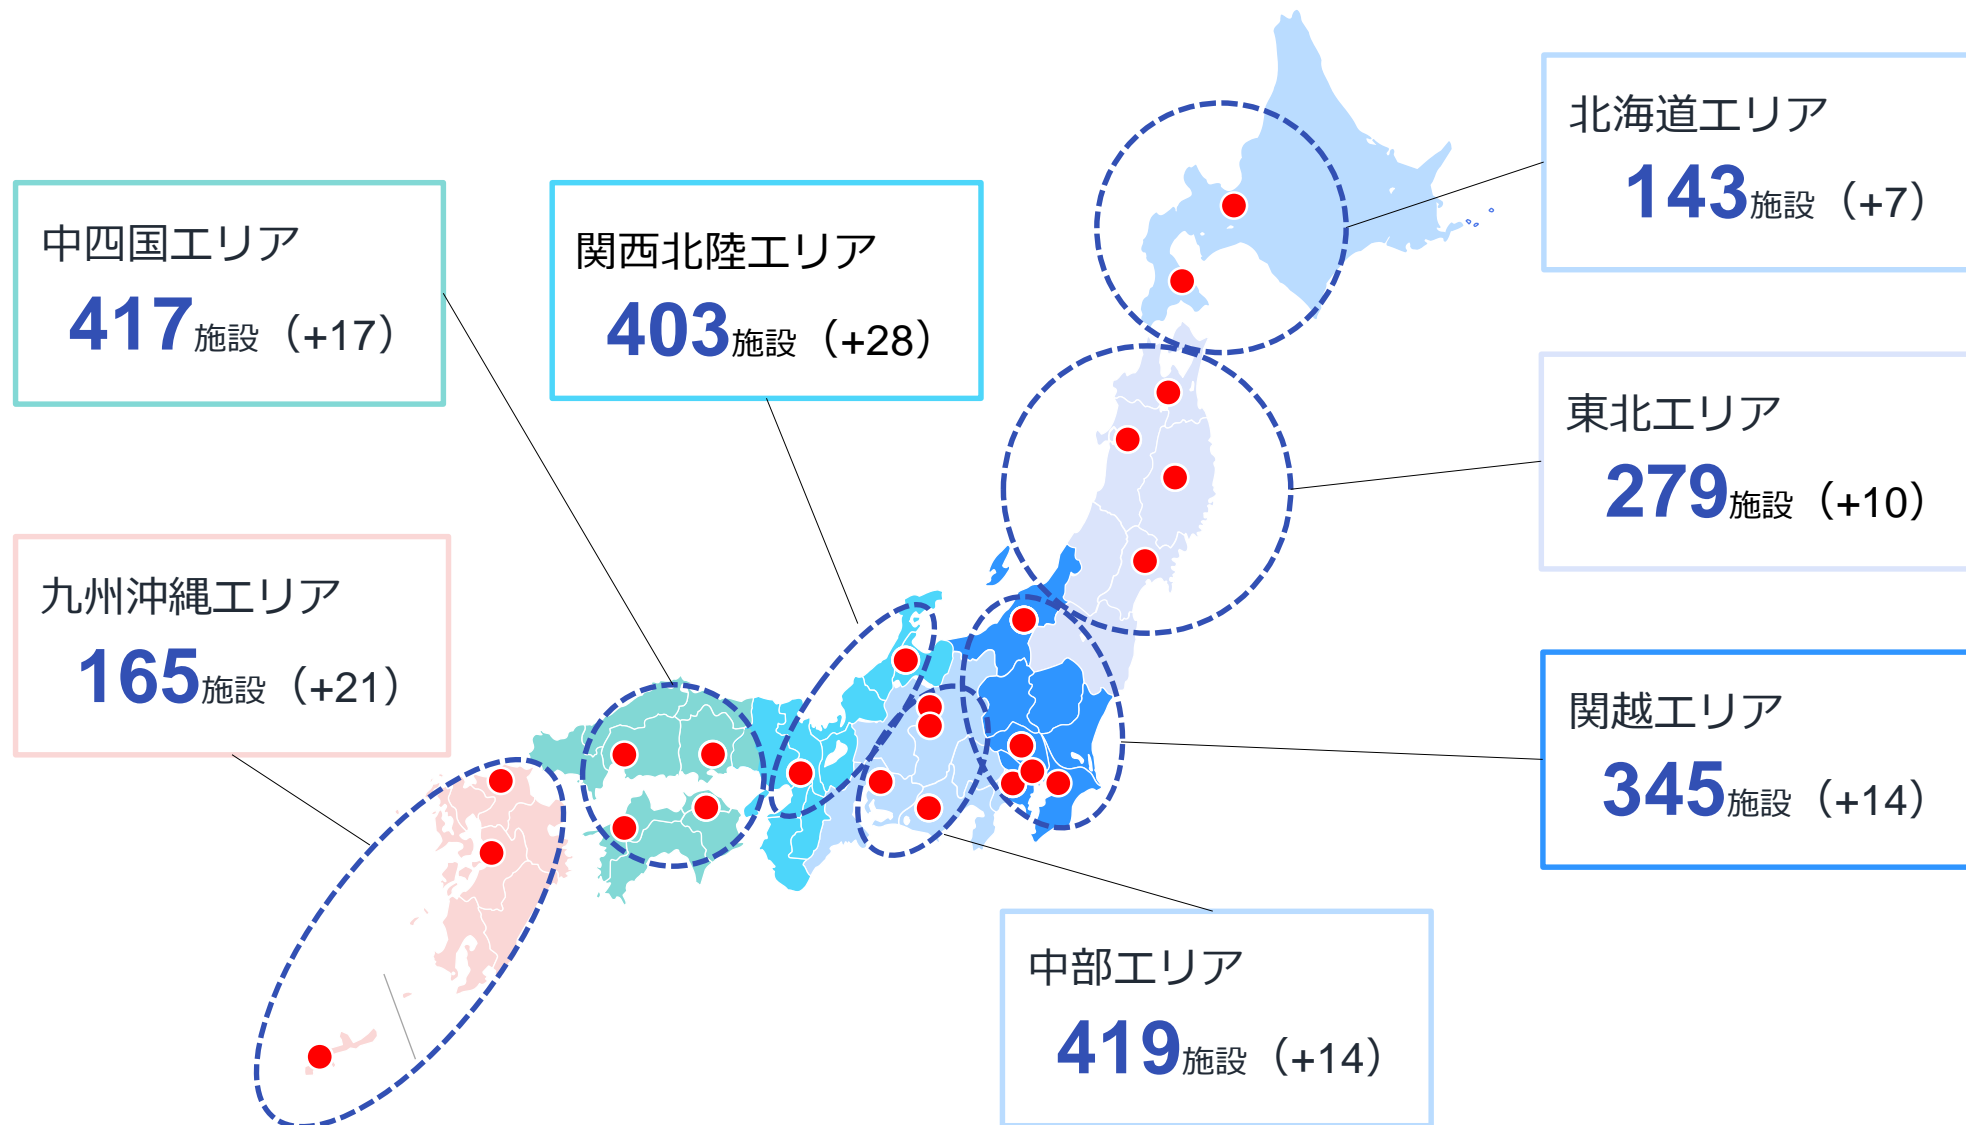 北海道エリア
143施設（+7）
中四国エリア
417施設（+17）
関西北陸エリア
403施設（+28）
東北エリア
279施設（+10）
九州沖縄エリア
165施設（+21）
関越エリア
345施設（+14）
中部エリア
419施設（+14）